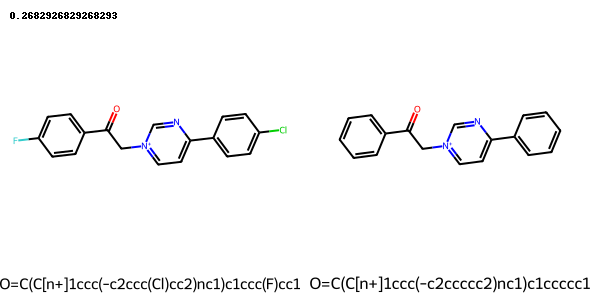 0.2682926829268293
O
F
N⁺
N
Cl
O
N⁺
N
O=C(C[n+]1ccc(-c2ccc(Cl)cc2)nc1)c1ccc(F)cc1
O=C(C[n+]1ccc(-c2ccccc2)nc1)c1ccccc1